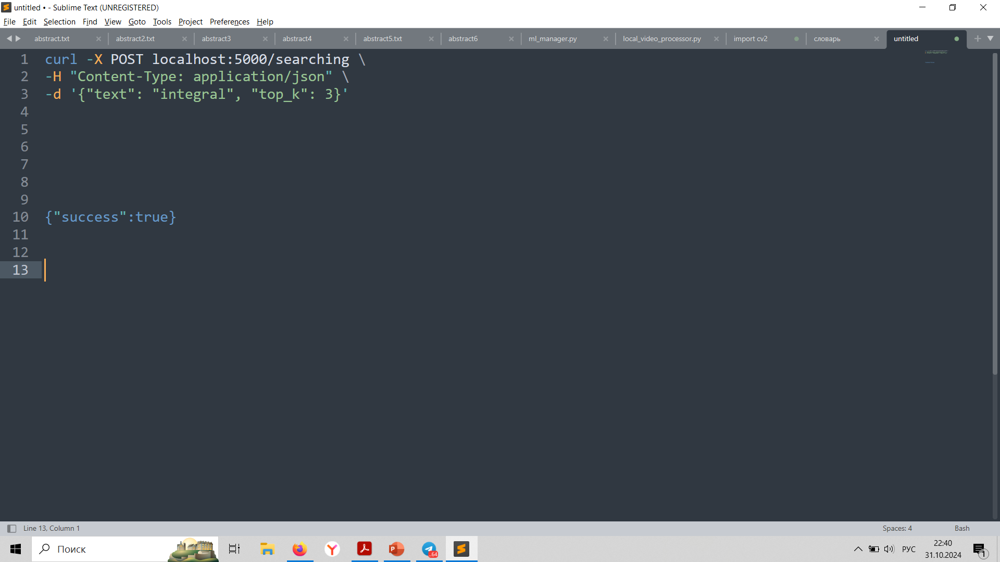 untitled • - Sublime Text (UNREGISTERED)
File Edit Selection Find View Goto Tools Project Preferences Help
abstract.txt abstract2.txt abstract3 abstract4 abstract5.txt abstract6 ml_manager.py local_video_processor.py import cv2 словарь untitled
1 curl -X POST localhost:5000/searching \
2 -H "Content-Type: application/json" \
3 -d '{"text": "integral", "top_k": 3}'
4
5
6
7
8
9
10 {"success":true}
11
12
13
Line 13, Column 1 Spaces: 4 Bash
Поиск ..64 РУС 22:40
31.10.2024 1